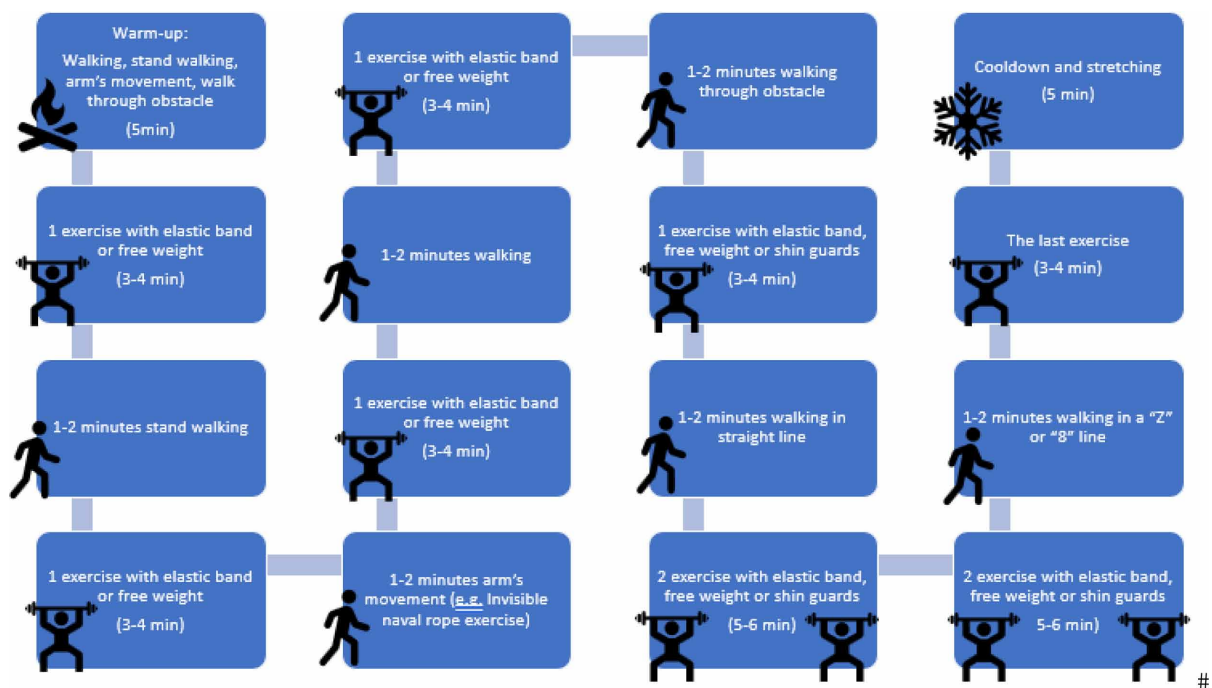 Warm-up:
Walking, stand walking,
arm's movement, walk
through obstacle
(5min)
1 exercise with elastic band
or free weight
(3-4 min)
1-2 minutes stand walking
1 exercise with elastic band
or free weight
(3-4 min)
1-2 minutes arm's
movement (e.g. Invisible
naval rope exercise)
1 exercise with elastic band
or free weight
(3-4 min)
1-2 minutes walking
1 exercise with elastic band
or free weight
(3-4 min)
1-2 minutes walking
through obstacle
1 exercise with elastic band,
free weight or shin guards
(3-4 min)
1-2 minutes walking in
straight line
2 exercise with elastic band,
free weight or shin guards
(5-6 min)
2 exercise with elastic band,
free weight or shin guards
5-6 min)
1-2 minutes walking in a “Z”
or “8” line
The last exercise
(3-4 min)
Cooldown and stretching
(5 min)
#